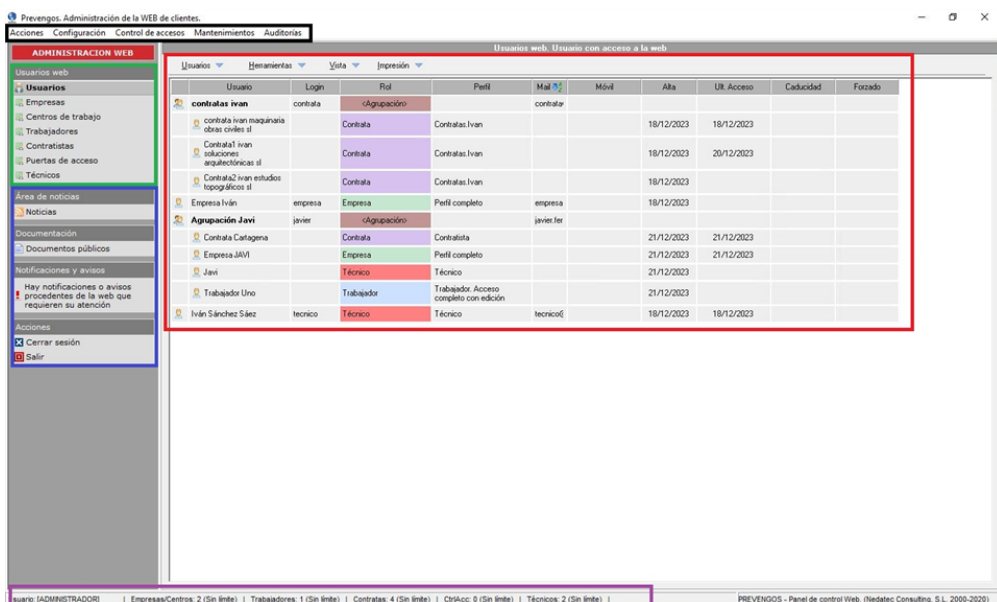 Prevengos. Administración de la WEB de clientes.
Acciones Configuración Control de accesos Mantenimientos Auditorías
ADMINISTRACION WEB
Usuarios web
Usuarios
Empresas
Centros de trabajo
Trabajadores
Contratistas
Puertas de acceso
Técnicos
Área de noticias
Noticias
Documentación
Documentos públicos
Notificaciones y avisos
Hay notificaciones o avisos
procedentes de la web que
requieren su atención
Acciones
Cerrar sesión
Salir
Usuarios web. Usuario con acceso a la web
Usuarios Herramientas Vista Impresión
Usuario Login Rol Perfil Mail Móvil Alta Ult. Acceso Caducidad Forzado
contratas ivan contrata <Agrupación> contrata
contrata ivan maquinaria
obras civiles sl Contrata Contratas.Ivan 18/12/2023 18/12/2023
Contrata1 ivan
soluciones Contrata Contratas.Ivan 18/12/2023 20/12/2023
arquitectónicas sl
Contrata2 ivan estudios
topográficos sl Contrata Contratas.Ivan 18/12/2023
Empresa Iván empresa Empresa Perfil completo empresa 18/12/2023
Agrupación Javi javier <Agrupación> javier.fer
Contrata Cartagena Contrata Contratista 21/12/2023 21/12/2023
Empresa JAVI Empresa Perfil completo 21/12/2023 21/12/2023
Javi Técnico Técnico 21/12/2023
Trabajador Uno Trabajador Trabajador. Acceso
completo con edición 21/12/2023
Iván Sánchez Sáez tecnico Técnico Técnico tecnico@ 18/12/2023 18/12/2023
suario: [ADMINISTRADOR] | Empresas/Centros: 2 (Sin límite) | Trabajadores: 1 (Sin límite) | Contratas: 4 (Sin límite) | CtrlAcc: 0 (Sin límite) | Técnicos: 2 (Sin límite) |
PREVENGOS - Panel de control Web. (Nedatec Consulting, S.L. 2000-2020)